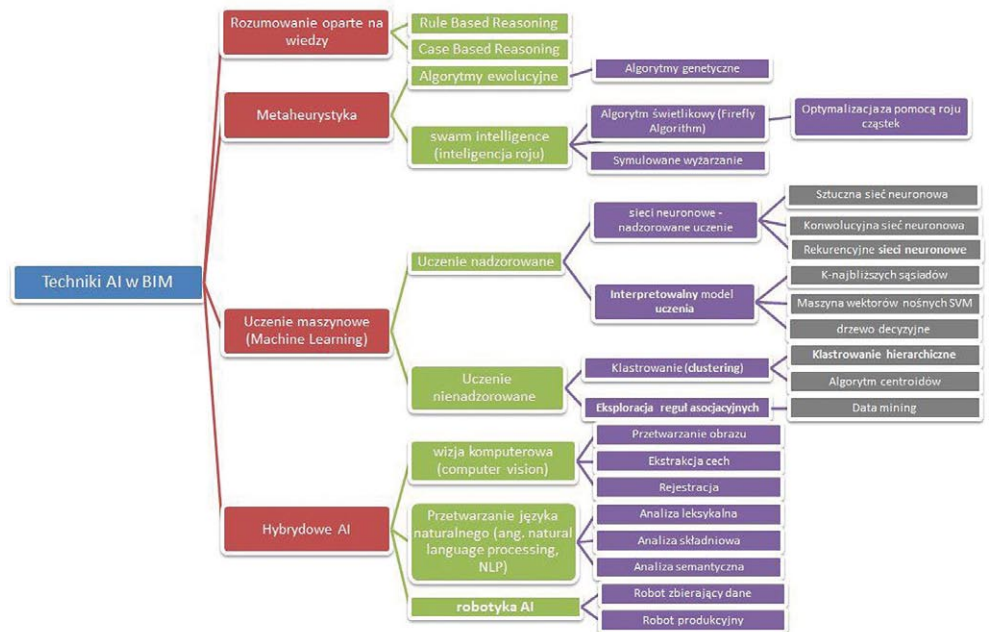 Techniki AI w BIM
Rozumowanie oparte na
wiedzy
Rule Based Reasoning
Case Based Reasoning
Metaheurystyka
Algorytmy ewolucyjne
Algorytmy genetyczne
swarm intelligence
(inteligencja roju)
Algorytm świetlikowy (Firefly
Algorithm)
Optymalizacja za pomocą roju
cząstek
Symulowane wyżarzanie
Uczenie maszynowe
(Machine Learning)
Uczenie nadzorowane
sieci neuronowe -
nadzorowane uczenie
Sztuczna sieć neuronowa
Konwolucyjna sieć neuronowa
Rekurencyjne sieci neuronowe
Interpretowalny model
uczenia
K-najbliższych sąsiadów
Maszyna wektorów nośnych SVM
drzewo decyzyjne
Uczenie
nienadzorowane
Klastrowanie (clustering)
Klastrowanie hierarchiczne
Algorytm centroidów
Eksploracja reguł asocjacyjnych
Data mining
Hybrydowe AI
wizja komputerowa
(computer vision)
Przetwarzanie obrazu
Ekstrakcja cech
Rejestracja
Przetwarzanie języka
naturalnego (ang. natural
language processing,
NLP)
Analiza leksykalna
Analiza składniowa
Analiza semantyczna
robotyka AI
Robot zbierający dane
Robot produkcyjny